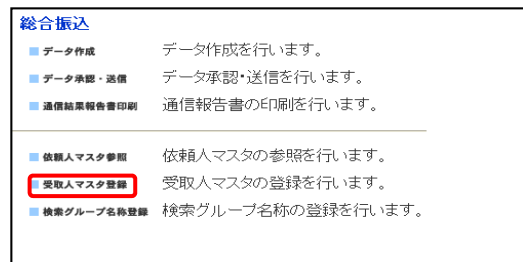 総合振込
データ作成 データ作成を行います。
データ承認・送信 データ承認・送信を行います。
通信結果報告書印刷 通信報告書の印刷を行います。
依頼人マスタ参照 依頼人マスタの参照を行います。
受取人マスタ登録 受取人マスタの登録を行います。
検索グループ名称登録 検索グループ名称の登録を行います。